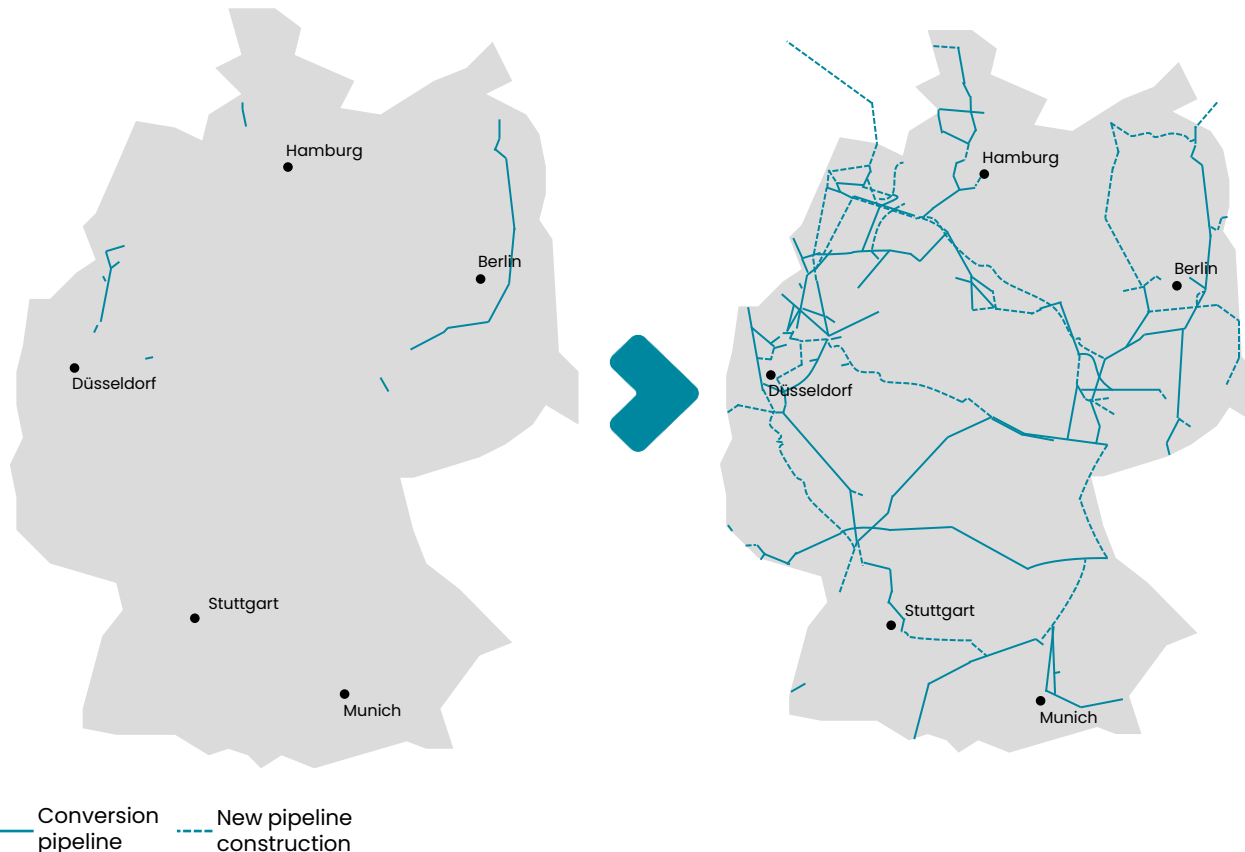 Hamburg
Berlin
Düsseldorf
Stuttgart
Munich
Hamburg
Berlin
Düsseldorf
Stuttgart
Munich
Conversion
pipeline
New pipeline
construction